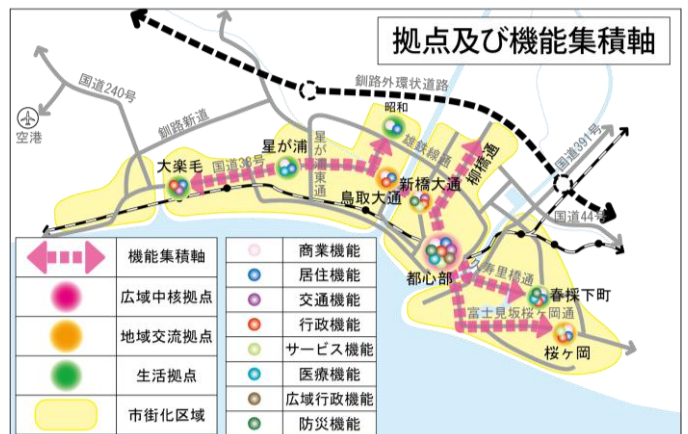 拠点及び機能集積軸
国道240号
空港
釧路新道
釧路外環状道路
昭和
星が浦
星が浦東通
雄鉄線通
国道391号
大楽毛
国道38号
鳥取大通
新橋大通
柳橋通
国道44号
都心部
久寿里橋通
春採下町
富士見坂桜ヶ岡通
桜ヶ岡
機能集積軸
広域中核拠点
地域交流拠点
生活拠点
市街化区域
商業機能
居住機能
交通機能
行政機能
サービス機能
医療機能
広域行政機能
防災機能